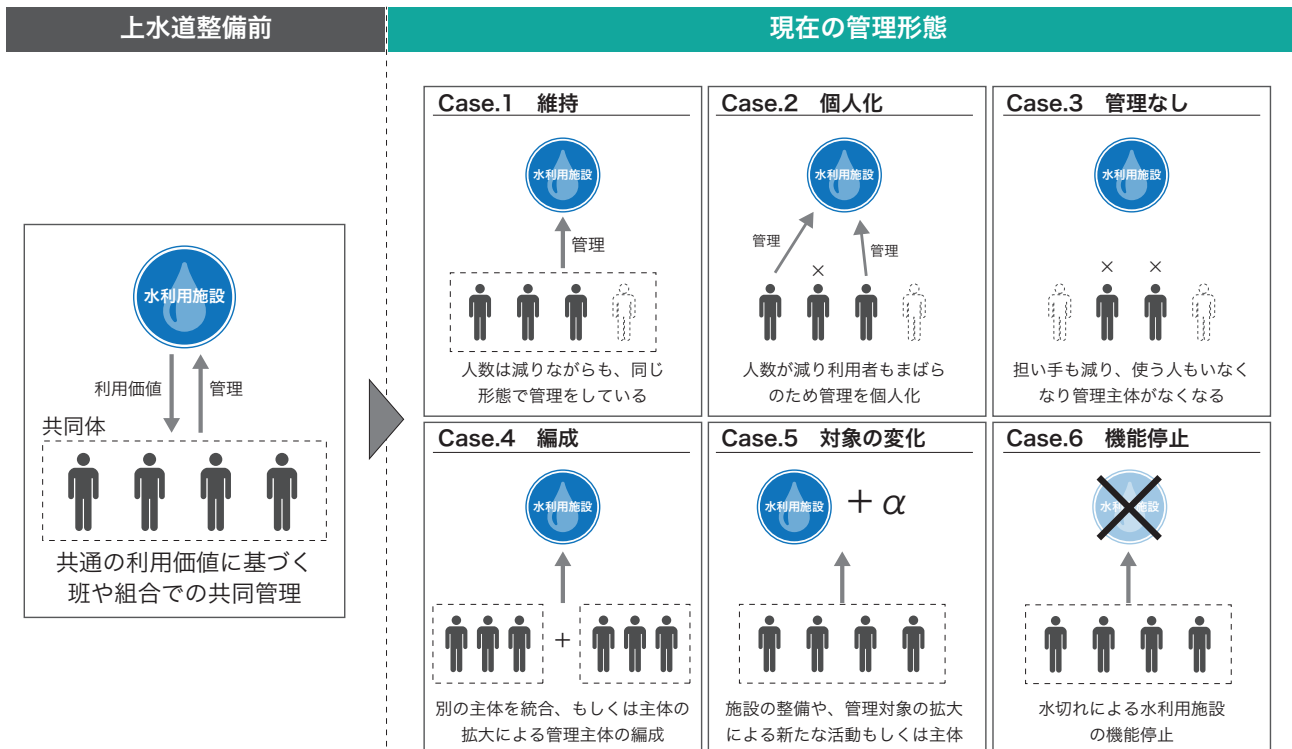 上水道整備前
現在の管理形態
水利用施設
利用価値
管理
共同体
共通の利用価値に基づく
班や組合での共同管理
Case.1 維持
水利用施設
管理
人数は減りながらも、同じ
形態で管理をしている
Case.2 個人化
水利用施設
管理
管理
×
人数が減り利用者もまばら
のため管理を個人化
Case.3 管理なし
水利用施設
× ×
担い手も減り、使う人もいなく
なり管理主体がなくなる
Case.4 編成
水利用施設
+
別の主体を統合、もしくは主体の
拡大による管理主体の編成
Case.5 対象の変化
水利用施設 + α
施設の整備や、管理対象の拡大
による新たな活動もしくは主体
Case.6 機能停止
水利用施設
水切れによる水利用施設
の機能停止